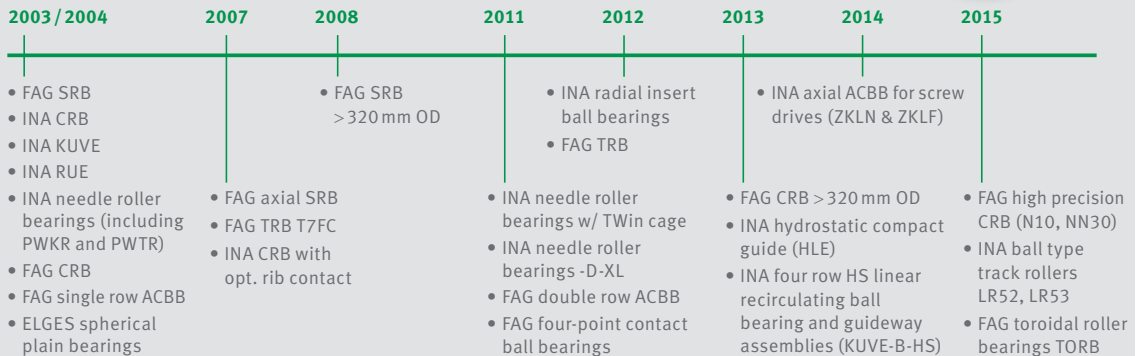 2003 / 2004
2007
2008
2011
2012
2013
2014
2015
• FAG SRB
• INA CRB
• INA KUVE
• INA RUE
• INA needle roller
bearings (including
PWKR and PWTR)
• FAG CRB
• FAG single row ACBB
• ELGES spherical
plain bearings
• FAG axial SRB
• FAG TRB T7FC
• INA CRB with
opt. rib contact
• FAG SRB
>320 mm OD
• INA needle roller
bearings w/ TWin cage
• INA needle roller
bearings -D-XL
• FAG double row ACBB
• FAG four-point contact
ball bearings
• INA radial insert
ball bearings
• FAG TRB
• FAG CRB >320 mm OD
• INA hydrostatic compact
guide (HLE)
• INA four row HS linear
recirculating ball
bearing and guideway
assemblies (KUVE-B-HS)
• INA axial ACBB for screw
drives (ZKLN & ZKLF)
• FAG high precision
CRB (N10, NN30)
• INA ball type
track rollers
LR52, LR53
• FAG toroidal roller
bearings TORB